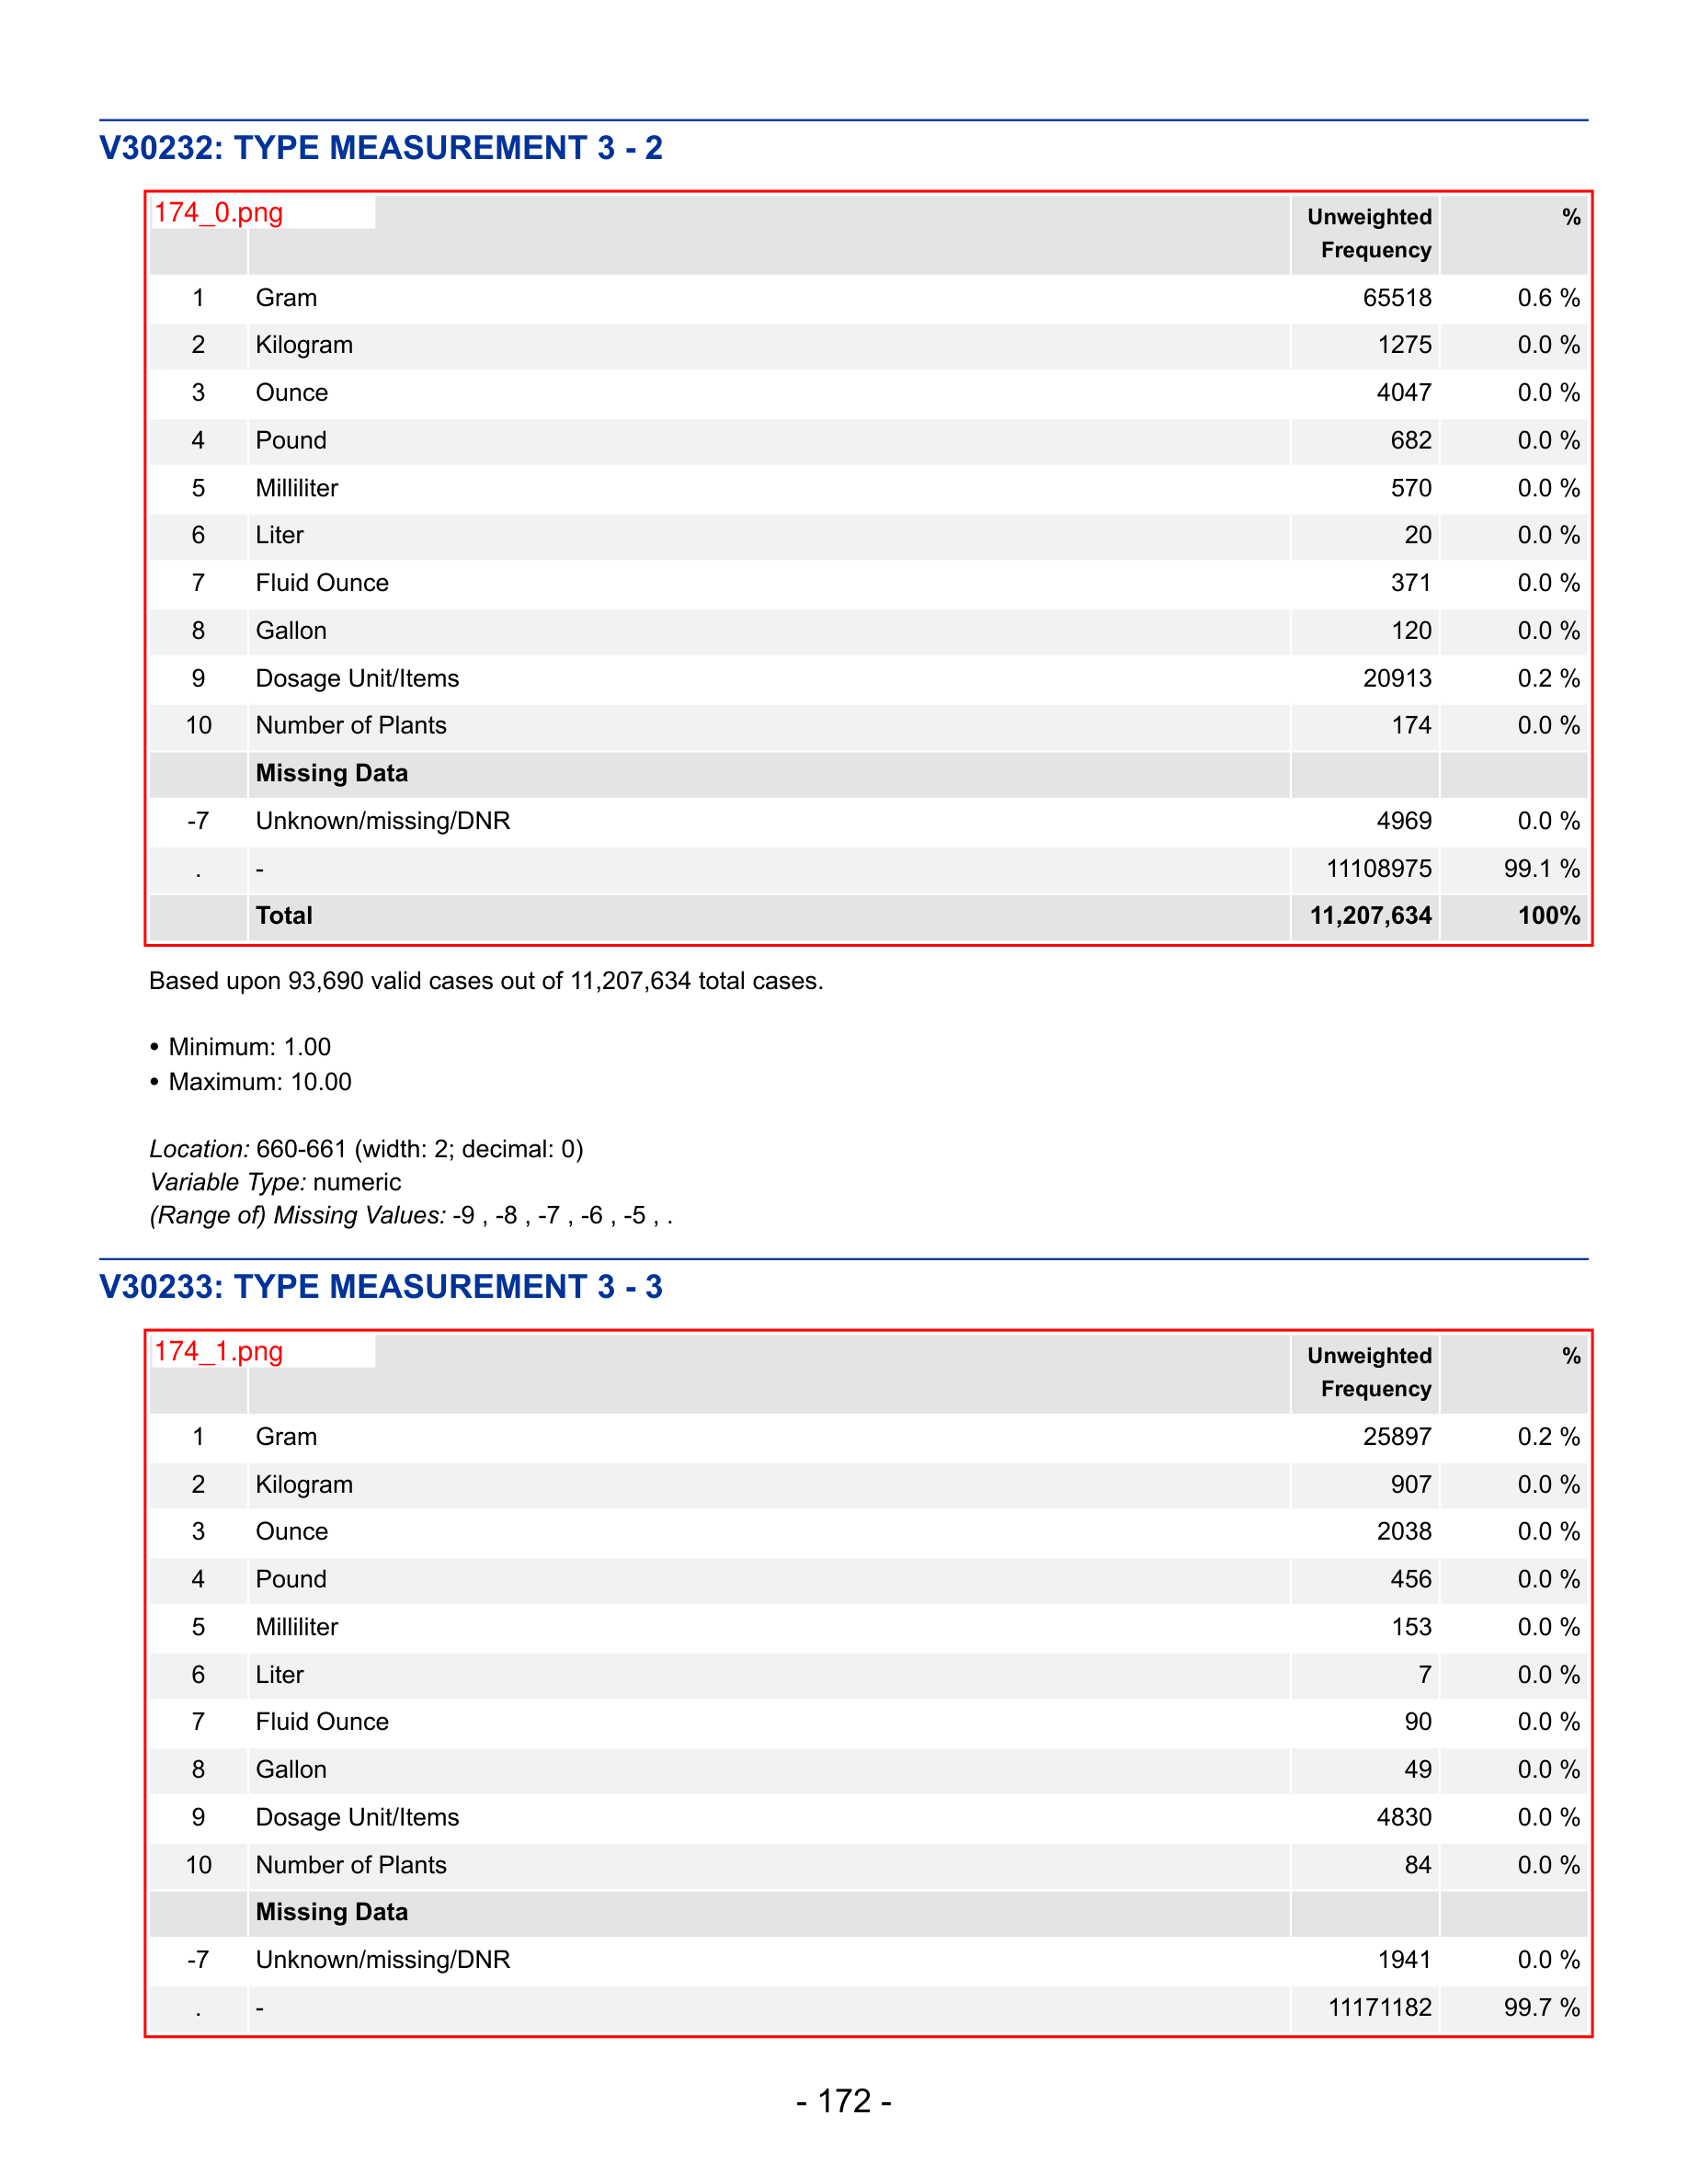 V30232: TYPE MEASUREMENT 3 - 2
174_0.png
Unweighted Frequency %
1 Gram 65518 0.6 %
2 Kilogram 1275 0.0 %
3 Ounce 4047 0.0 %
4 Pound 682 0.0 %
5 Milliliter 570 0.0 %
6 Liter 20 0.0 %
7 Fluid Ounce 371 0.0 %
8 Gallon 120 0.0 %
9 Dosage Unit/Items 20913 0.2 %
10 Number of Plants 174 0.0 %
Missing Data
-7 Unknown/missing/DNR 4969 0.0 %
. - 11108975 99.1 %
Total 11,207,634 100%
Based upon 93,690 valid cases out of 11,207,634 total cases.
• Minimum: 1.00
• Maximum: 10.00
Location: 660-661 (width: 2; decimal: 0)
Variable Type: numeric
(Range of) Missing Values: -9 , -8 , -7 , -6 , -5 , .
V30233: TYPE MEASUREMENT 3 - 3
174_1.png
Unweighted Frequency %
1 Gram 25897 0.2 %
2 Kilogram 907 0.0 %
3 Ounce 2038 0.0 %
4 Pound 456 0.0 %
5 Milliliter 153 0.0 %
6 Liter 7 0.0 %
7 Fluid Ounce 90 0.0 %
8 Gallon 49 0.0 %
9 Dosage Unit/Items 4830 0.0 %
10 Number of Plants 84 0.0 %
Missing Data
-7 Unknown/missing/DNR 1941 0.0 %
. - 11171182 99.7 %
- 172 -